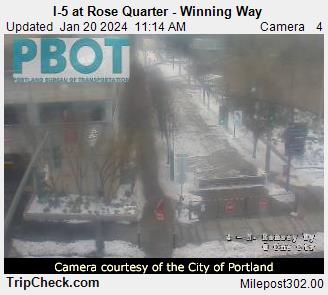 I-5 at Rose Quarter - Winning Way
Updated Jan 20 2024 11:14 AM Camera 4
PBOT
PORTLAND BUREAU OF TRANSPORTATION
Camera courtesy of the City of Portland
TripCheck.com Milepost302.00